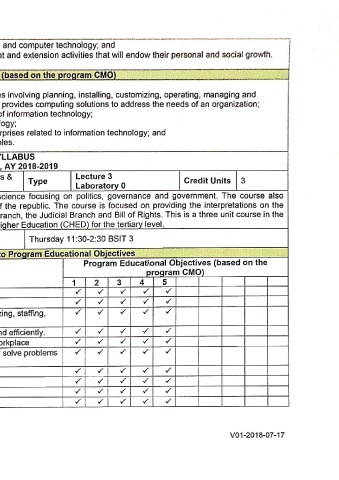 and computer technology; and
nt and extension activities that will endow their personal and social growth.
(based on the program CMO)
es involving planning, installing, customizing, operating, managing and
provides computing solutions to address the needs of an organization;
of information technology;
logy;
rprises related to information technology; and
ples.
YLLABUS
, AY 2018-2019
s & Type Lecture 3 Laboratory 0 Credit Units 3
science focusing on politics, governance and government. The course also
f the republic. The course is focused on providing the interpretations on the
ranch, the Judicial Branch and Bill of Rights. This is a three unit course in the
igher Education (CHED) for the tertiary level.
Thursday 11:30-2:30 BSIT 3
to Program Educational Objectives
Program Educational Objectives (based on the
program CMO)
1 2 3 4 5
✓ ✓ ✓ ✓ ✓
✓ ✓ ✓ ✓ ✓
zing, staffing, ✓ ✓ ✓ ✓ ✓
nd efficiently. ✓ ✓ ✓ ✓ ✓
orkplace ✓ ✓ ✓ ✓ ✓
solve problems ✓ ✓ ✓ ✓ ✓
✓ ✓ ✓ ✓ ✓
✓ ✓ ✓ ✓ ✓
✓ ✓ ✓ ✓ ✓
✓ ✓ ✓ ✓ ✓
V01-2018-07-17